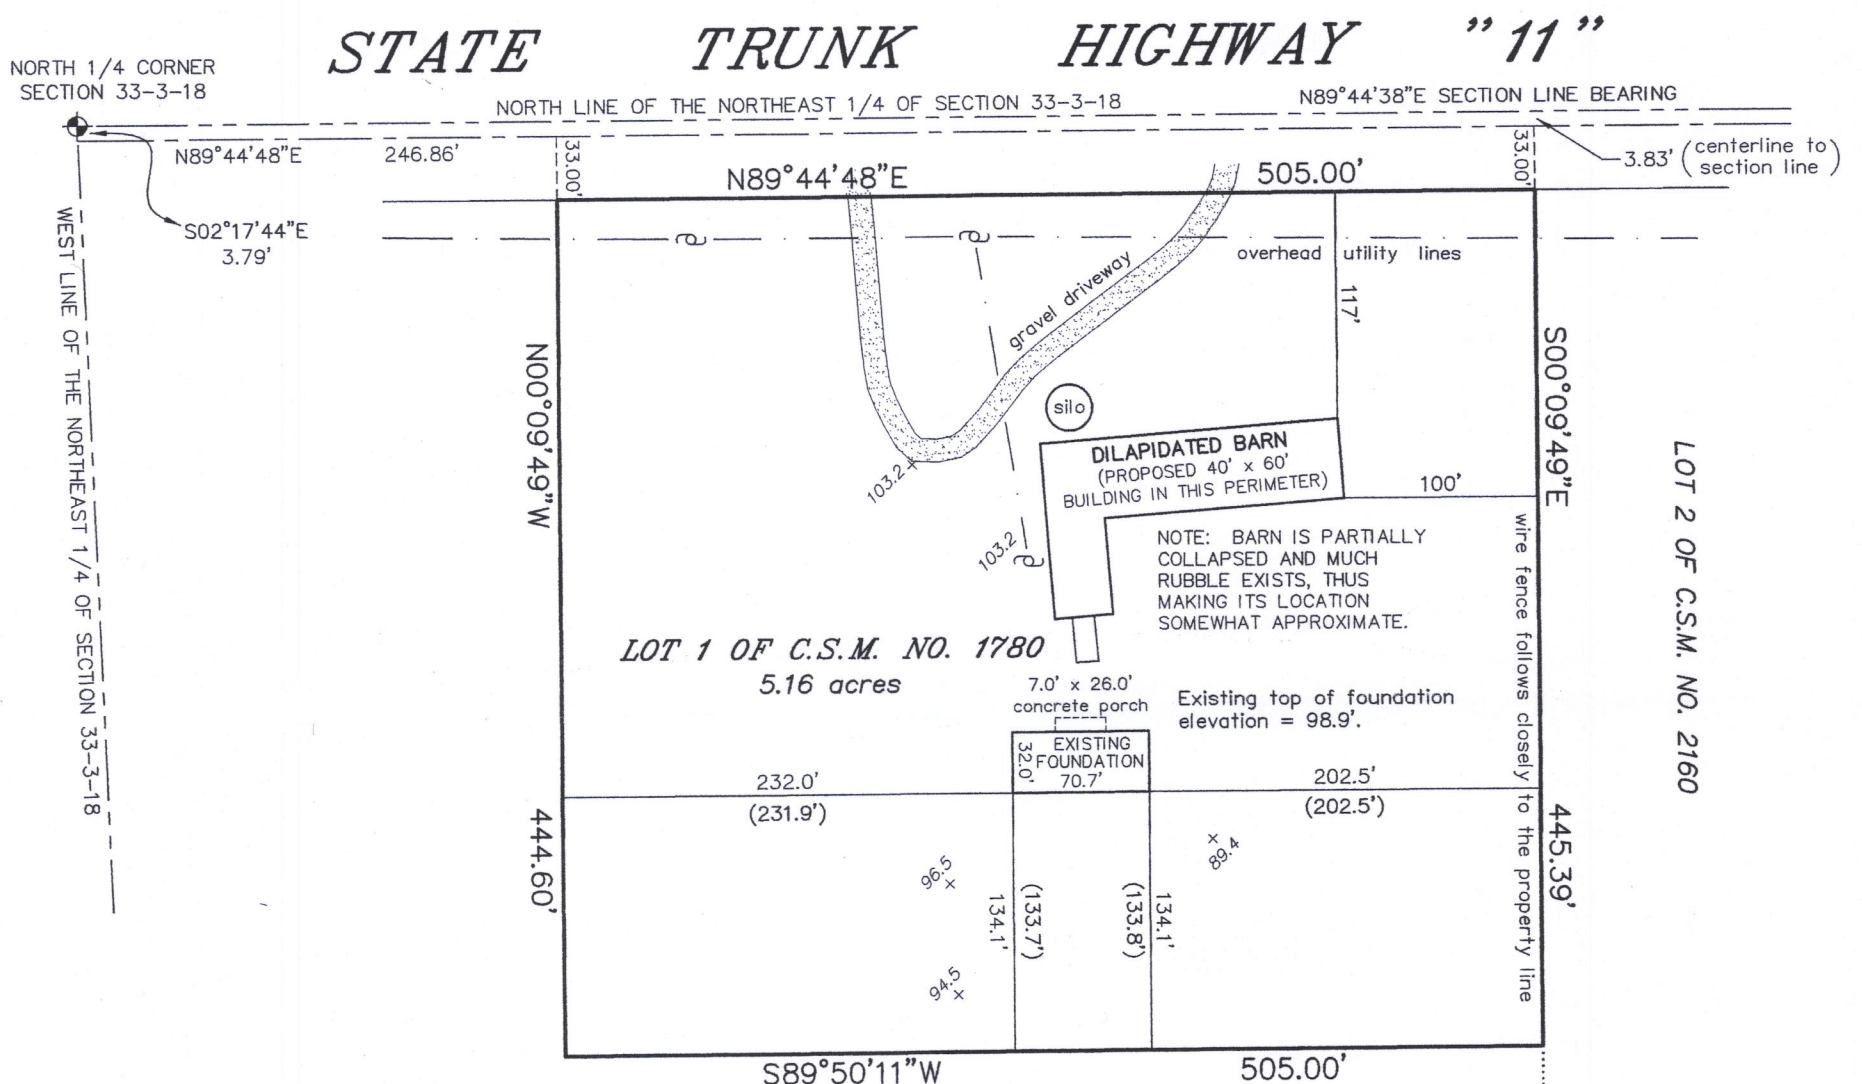 STATE TRUNK HIGHWAY "11"
NORTH 1/4 CORNER
SECTION 33-3-18
NORTH LINE OF THE NORTHEAST 1/4 OF SECTION 33-3-18
N89°44'38"E SECTION LINE BEARING
N89°44'48"E
246.86'
33.00'
33.00'
3.83' (centerline to
section line)
N89°44'48"E
505.00'
S02°17'44"E
3.79'
WEST LINE OF THE NORTHEAST 1/4 OF SECTION 33-3-18
overhead utility lines
gravel driveway
117'
silo
N00°09'49"W
S00°09'49"E
DILAPIDATED BARN
(PROPOSED 40' x 60'
BUILDING IN THIS PERIMETER)
103.2
100'
103.2
NOTE: BARN IS PARTIALLY
COLLAPSED AND MUCH
RUBBLE EXISTS, THUS
MAKING ITS LOCATION
SOMEWHAT APPROXIMATE.
wire fence follows closely to the property line
LOT 2 OF C.S.M. NO. 2160
LOT 1 OF C.S.M. NO. 1780
5.16 acres
7.0' x 26.0'
concrete porch
Existing top of foundation
elevation = 98.9'.
EXISTING
FOUNDATION
70.7'
32.0'
232.0'
(231.9')
202.5'
(202.5')
444.60'
445.39'
96.5
89.4
94.5
134.1'
(133.7')
(133.8')
134.1'
S89°50'11"W
505.00'